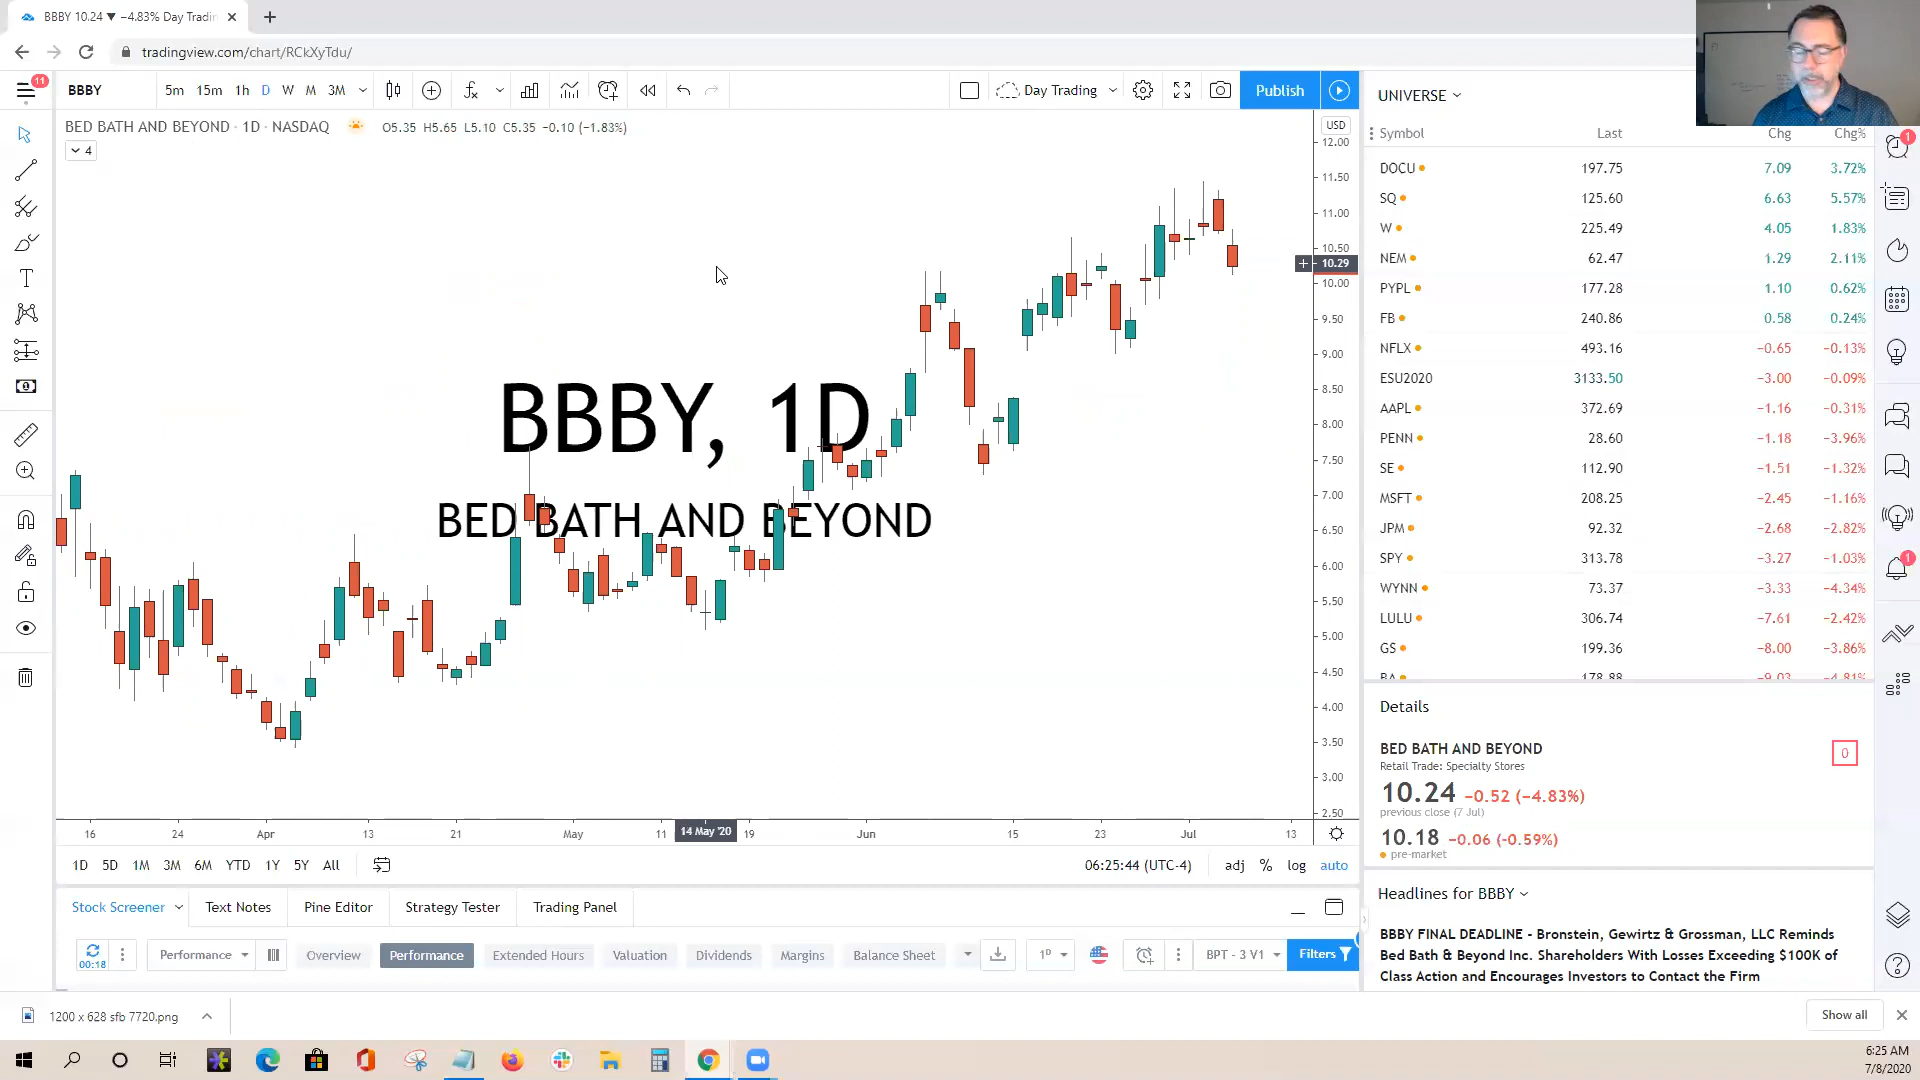 BBBY 10.24 ▼ −4.83% Day Tradin
tradingview.com/chart/RCkXyTdu/
11
BBBY 5m 15m 1h D W M 3M Day Trading Publish
BED BATH AND BEYOND · 1D · NASDAQ O5.35 H5.65 L5.10 C5.35 −0.10 (−1.83%)
4
USD
12.00
11.50
11.00
10.50
10.29
10.00
9.50
9.00
8.50
8.00
7.50
7.00
6.50
6.00
5.50
5.00
4.50
4.00
3.50
3.00
2.50
BBBY, 1D
BED BATH AND BEYOND
16 24 Apr 13 21 May 11 14 May '20 19 Jun 15 23 Jul 13
1D 5D 1M 3M 6M YTD 1Y 5Y All 06:25:44 (UTC-4) adj % log auto
Stock Screener Text Notes Pine Editor Strategy Tester Trading Panel
00:18 Performance Overview Performance Extended Hours Valuation Dividends Margins Balance Sheet 1D BPT - 3 V1 Filters
UNIVERSE
Symbol Last Chg Chg%
DOCU 197.75 7.09 3.72%
SQ 125.60 6.63 5.57%
W 225.49 4.05 1.83%
NEM 62.47 1.29 2.11%
PYPL 177.28 1.10 0.62%
FB 240.86 0.58 0.24%
NFLX 493.16 −0.65 −0.13%
ESU2020 3133.50 −3.00 −0.09%
AAPL 372.69 −1.16 −0.31%
PENN 28.60 −1.18 −3.96%
SE 112.90 −1.51 −1.32%
MSFT 208.25 −2.45 −1.16%
JPM 92.32 −2.68 −2.82%
SPY 313.78 −3.27 −1.03%
WYNN 73.37 −3.33 −4.34%
LULU 306.74 −7.61 −2.42%
GS 199.36 −8.00 −3.86%
BA 178.88 −9.03 −4.81%
1
1
Details
BED BATH AND BEYOND
0
Retail Trade: Specialty Stores
10.24 −0.52 (−4.83%)
previous close (7 Jul)
10.18 −0.06 (−0.59%)
pre-market
Headlines for BBBY
BBBY FINAL DEADLINE - Bronstein, Gewirtz & Grossman, LLC Reminds
Bed Bath & Beyond Inc. Shareholders With Losses Exceeding $100K of
Class Action and Encourages Investors to Contact the Firm
1200 x 628 sfb 7720.png Show all
6:25 AM
7/8/2020